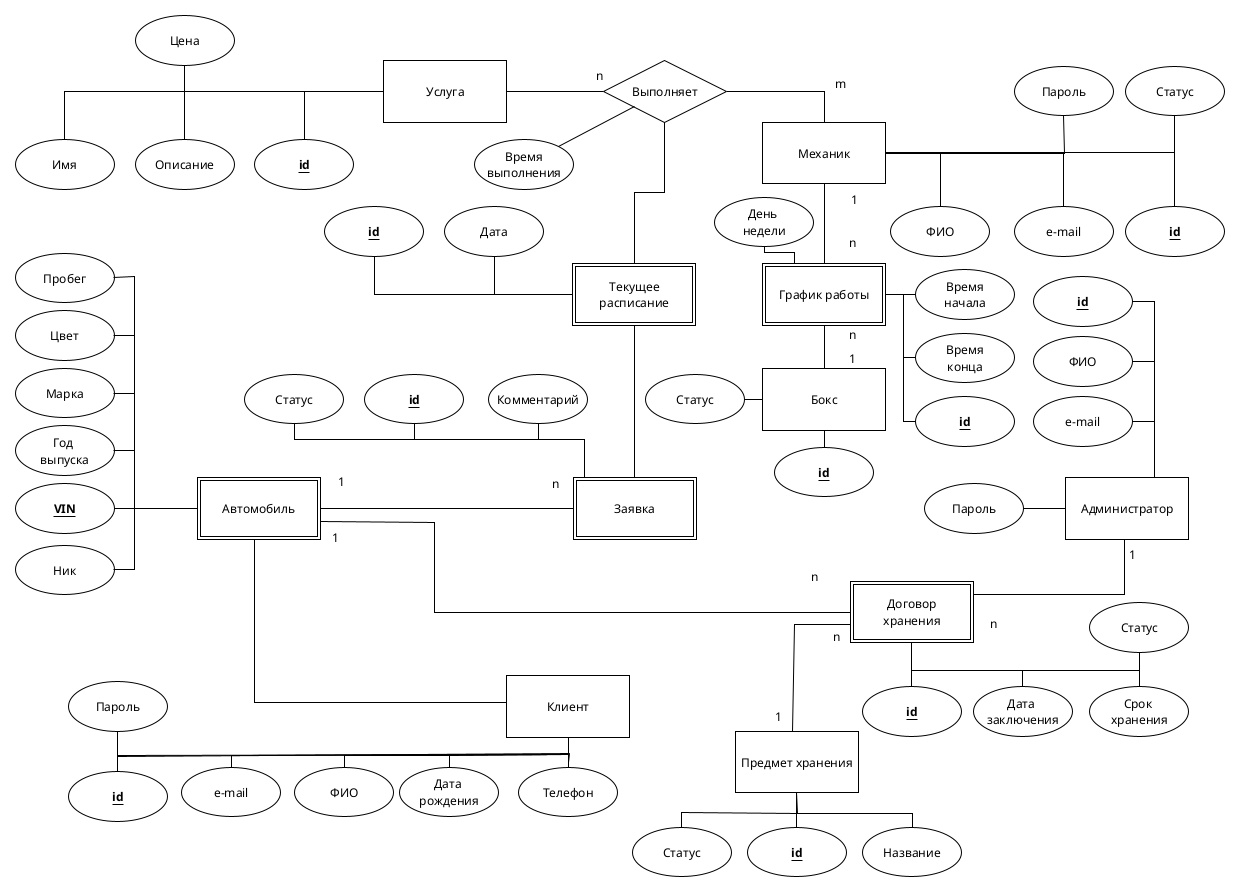 Цена
Услуга
n
Выполняет
m
Пароль
Статус
Имя
Описание
id
Время
выполнения
Механик
1
id
Дата
День
недели
n
ФИО
e-mail
id
Пробег
Цвет
Марка
Год
выпуска
VIN
Ник
Текущее
расписание
График работы
Время
начала
Время
конца
id
n
1
id
ФИО
e-mail
Статус
id
Комментарий
Статус
Бокс
id
Автомобиль
1
n
Заявка
1
Пароль
Администратор
1
n
Договор
хранения
n
n
Статус
id
Дата
заключения
Срок
хранения
Клиент
Пароль
id
e-mail
ФИО
Дата
рождения
Телефон
1
Предмет хранения
Статус
id
Название